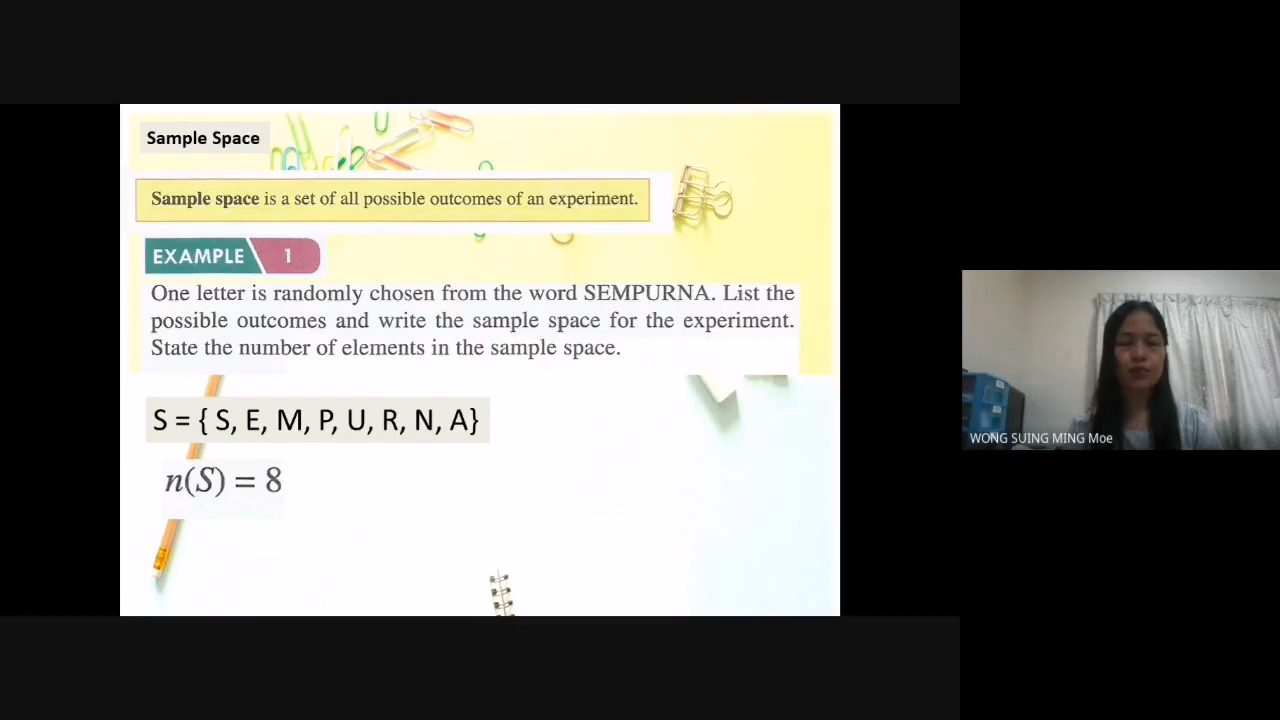 Sample Space
Sample space is a set of all possible outcomes of an experiment.
EXAMPLE 1
One letter is randomly chosen from the word SEMPURNA. List the
possible outcomes and write the sample space for the experiment.
State the number of elements in the sample space.
S = { S, E, M, P, U, R, N, A}
n(S) = 8
WONG SUING MING Moe